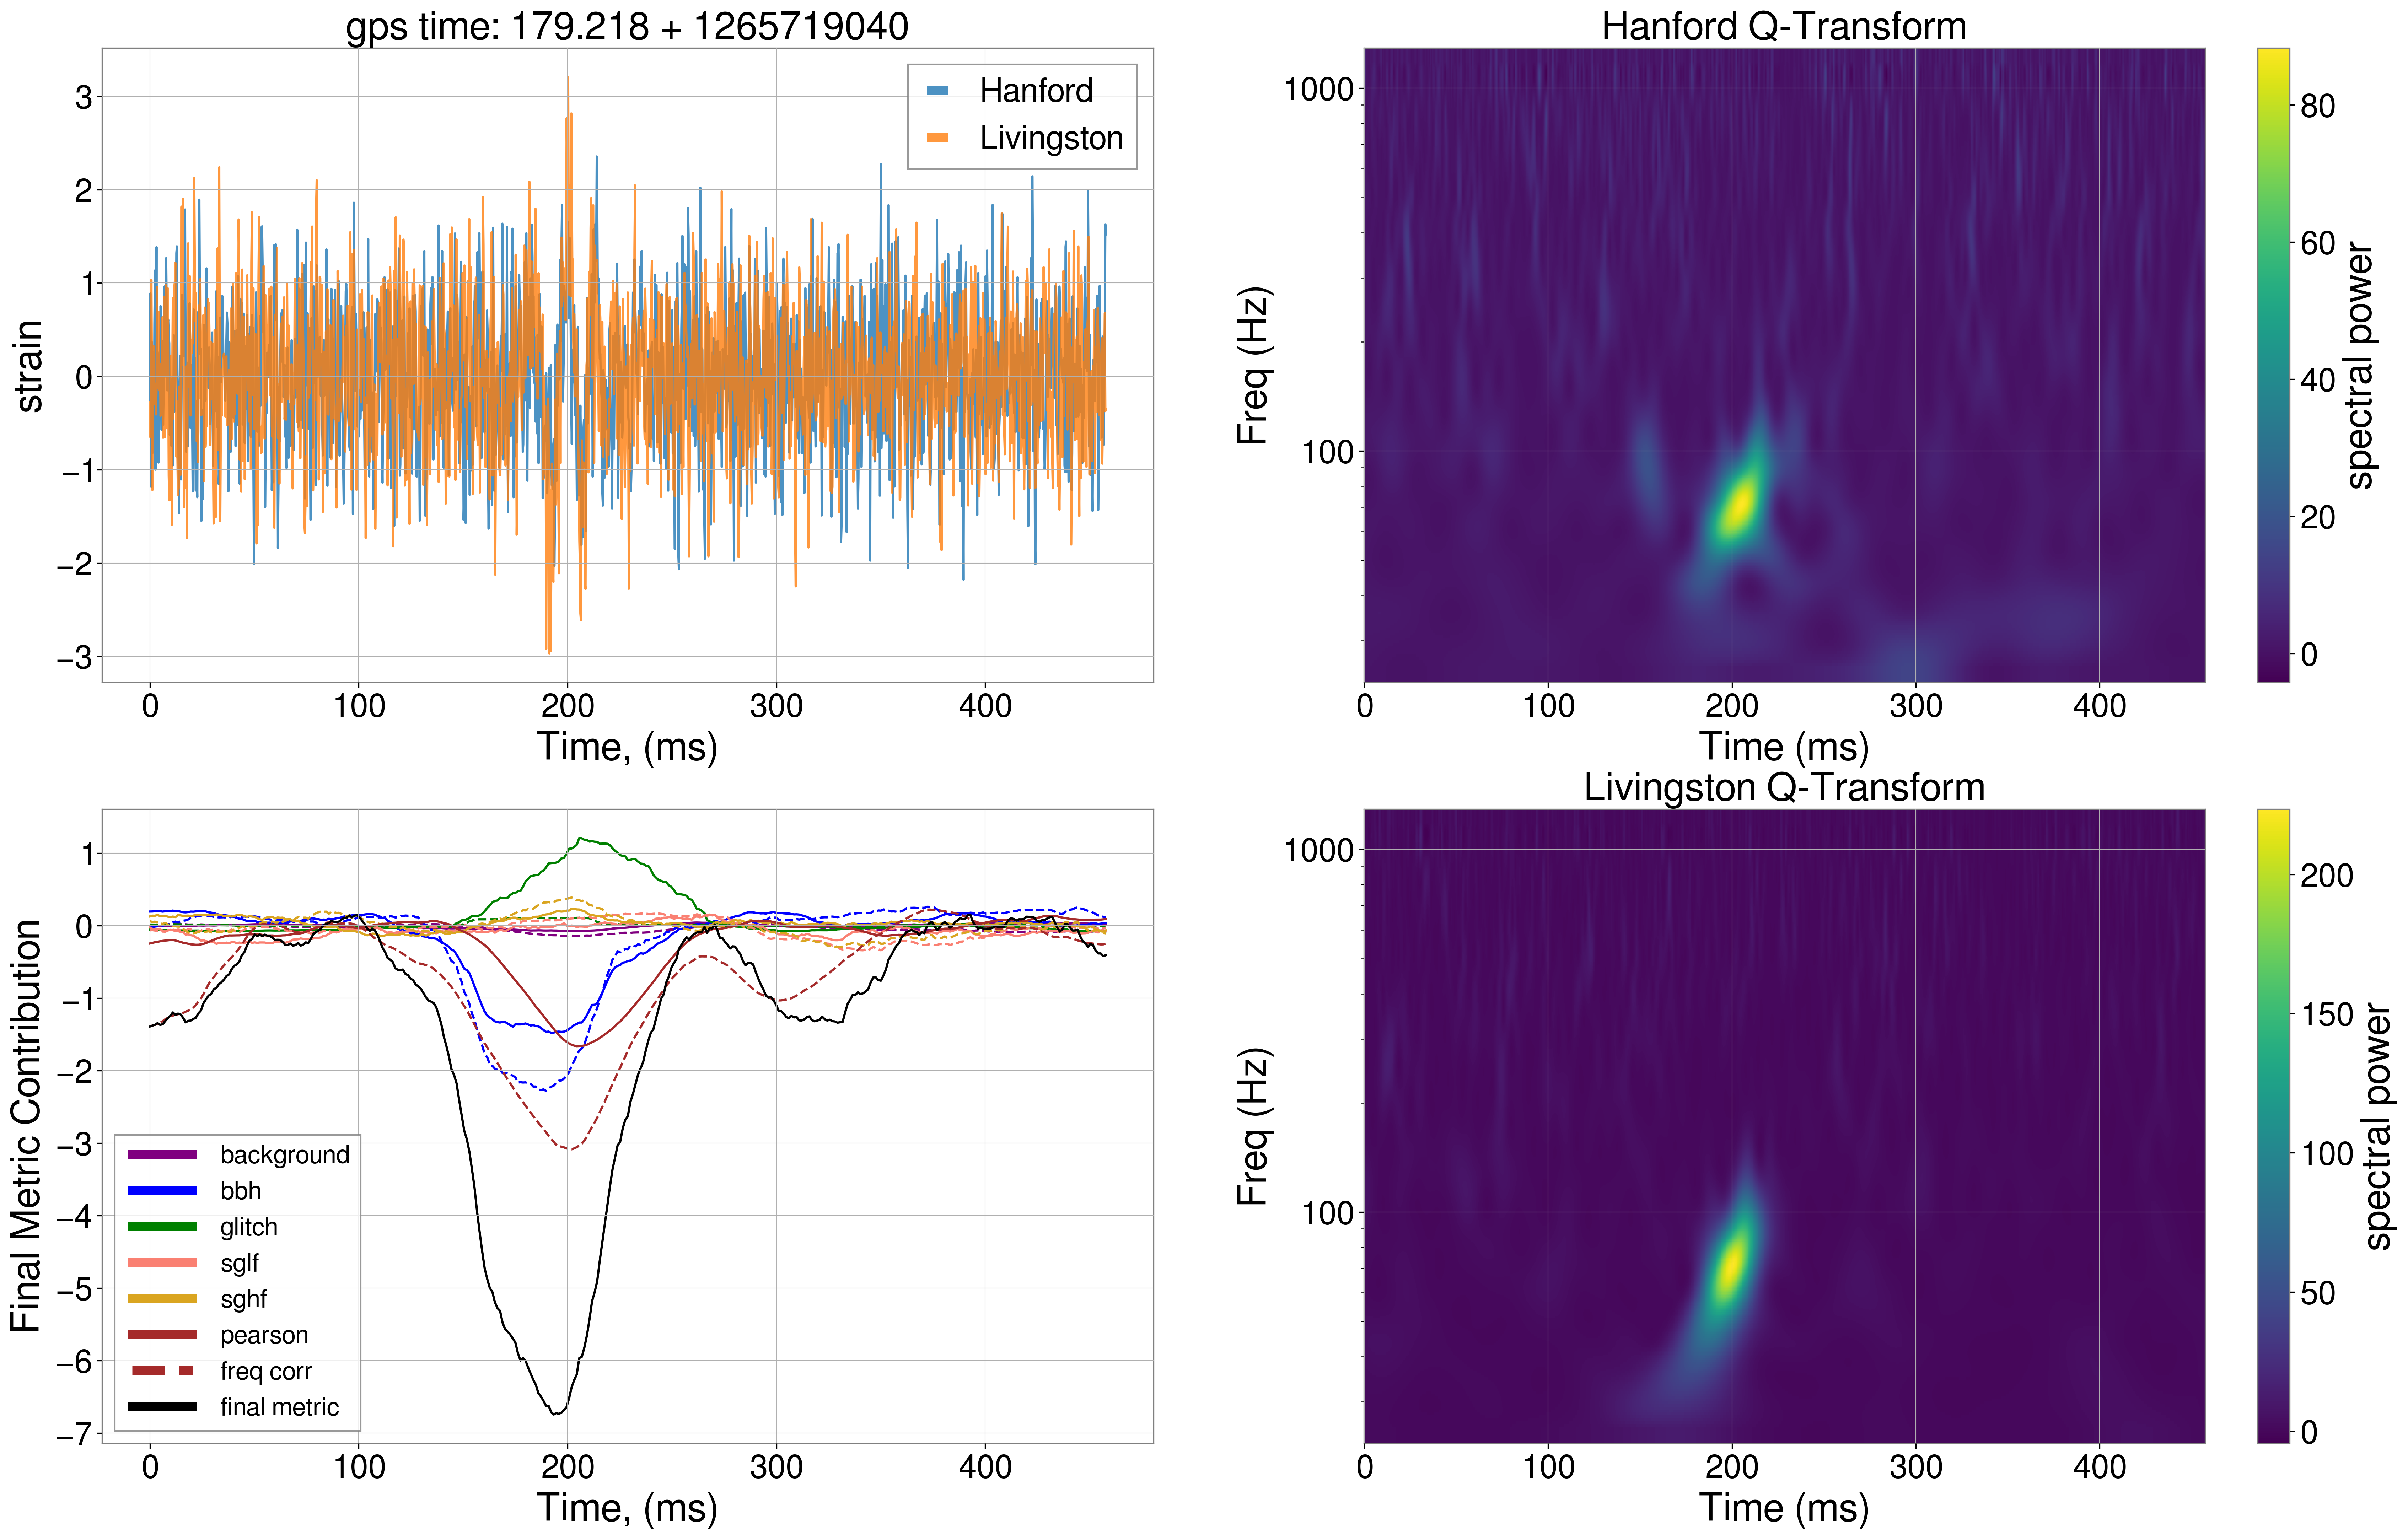 gps time: 179.218 + 1265719040
3
2
1
0
−1
−2
−3
strain
Hanford
Livingston
0 100 200 300 400
Time, (ms)
Hanford Q-Transform
1000
100
Freq (Hz)
0 100 200 300 400
Time (ms)
80
60
40
20
0
spectral power
1
0
−1
−2
−3
−4
−5
−6
−7
Final Metric Contribution
background
bbh
glitch
sglf
sghf
pearson
freq corr
final metric
0 100 200 300 400
Time, (ms)
Livingston Q-Transform
1000
100
Freq (Hz)
0 100 200 300 400
Time (ms)
200
150
100
50
0
spectral power